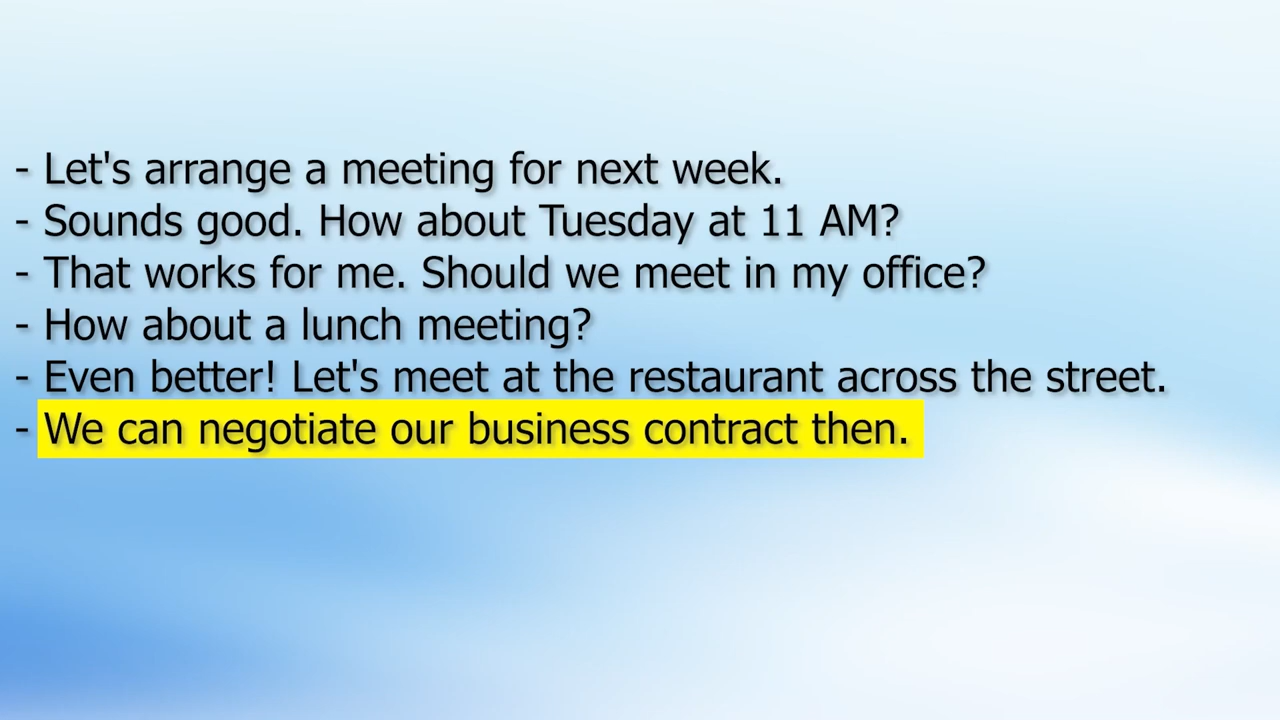 - Let's arrange a meeting for next week.
- Sounds good. How about Tuesday at 11 AM?
- That works for me. Should we meet in my office?
- How about a lunch meeting?
- Even better! Let's meet at the restaurant across the street.
- We can negotiate our business contract then.